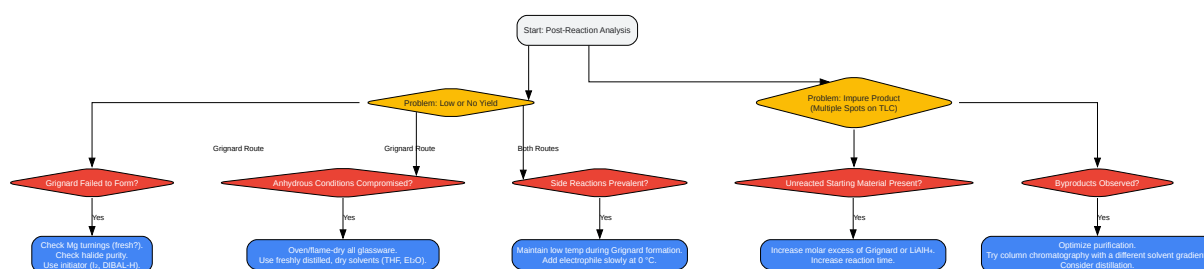 Start: Post-Reaction Analysis
Problem: Low or No Yield
Problem: Impure Product
(Multiple Spots on TLC)
Grignard Route
Grignard Route
Both Routes
Grignard Failed to Form?
Anhydrous Conditions Compromised?
Side Reactions Prevalent?
Unreacted Starting Material Present?
Byproducts Observed?
Yes
Yes
Yes
Yes
Yes
Check Mg turnings (fresh?).
Check halide purity.
Use initiator (I₂, DIBAL-H).
Oven/flame-dry all glassware.
Use freshly distilled, dry solvents (THF, Et₂O).
Maintain low temp during Grignard formation.
Add electrophile slowly at 0 °C.
Increase molar excess of Grignard or LiAlH₄.
Increase reaction time.
Optimize purification.
Try column chromatography with a different solvent gradient.
Consider distillation.